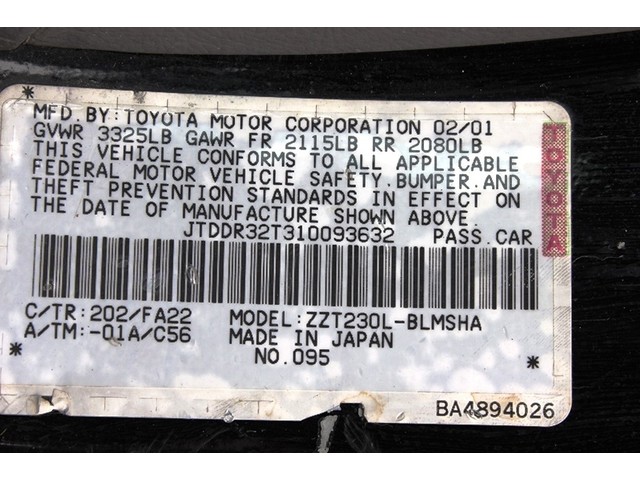 MFD. BY: TOYOTA MOTOR CORPORATION 02/01
GVWR 3325LB GAWR FR 2115LB RR 2080LB
THIS VEHICLE CONFORMS TO ALL APPLICABLE
FEDERAL MOTOR VEHICLE SAFETY, BUMPER, AND
THEFT PREVENTION STANDARDS IN EFFECT ON
THE DATE OF MANUFACTURE SHOWN ABOVE.
JTDDR32T310093632 PASS. CAR
TOYOTA
C/TR: 202/FA22 MODEL: ZZT230L-BLMSHA
A/TM: -01A/C56 MADE IN JAPAN
NO. 095
BA4894026